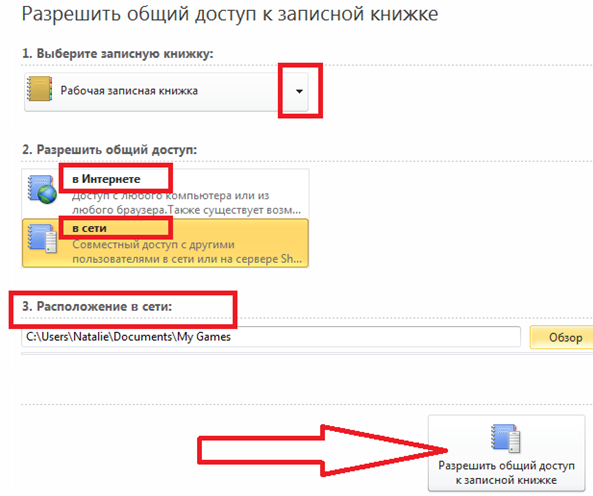 Разрешить общий доступ к записной книжке
1. Выберите записную книжку:
Рабочая записная книжка
2. Разрешить общий доступ:
в Интернете
Доступ с любого компьютера или из
любого браузера.Также существует возм...
в сети
Совместный доступ с другими
пользователями в сети или на сервере Sh...
3. Расположение в сети:
C:\Users\Natalie\Documents\My Games
Обзор
Разрешить общий доступ
к записной книжке